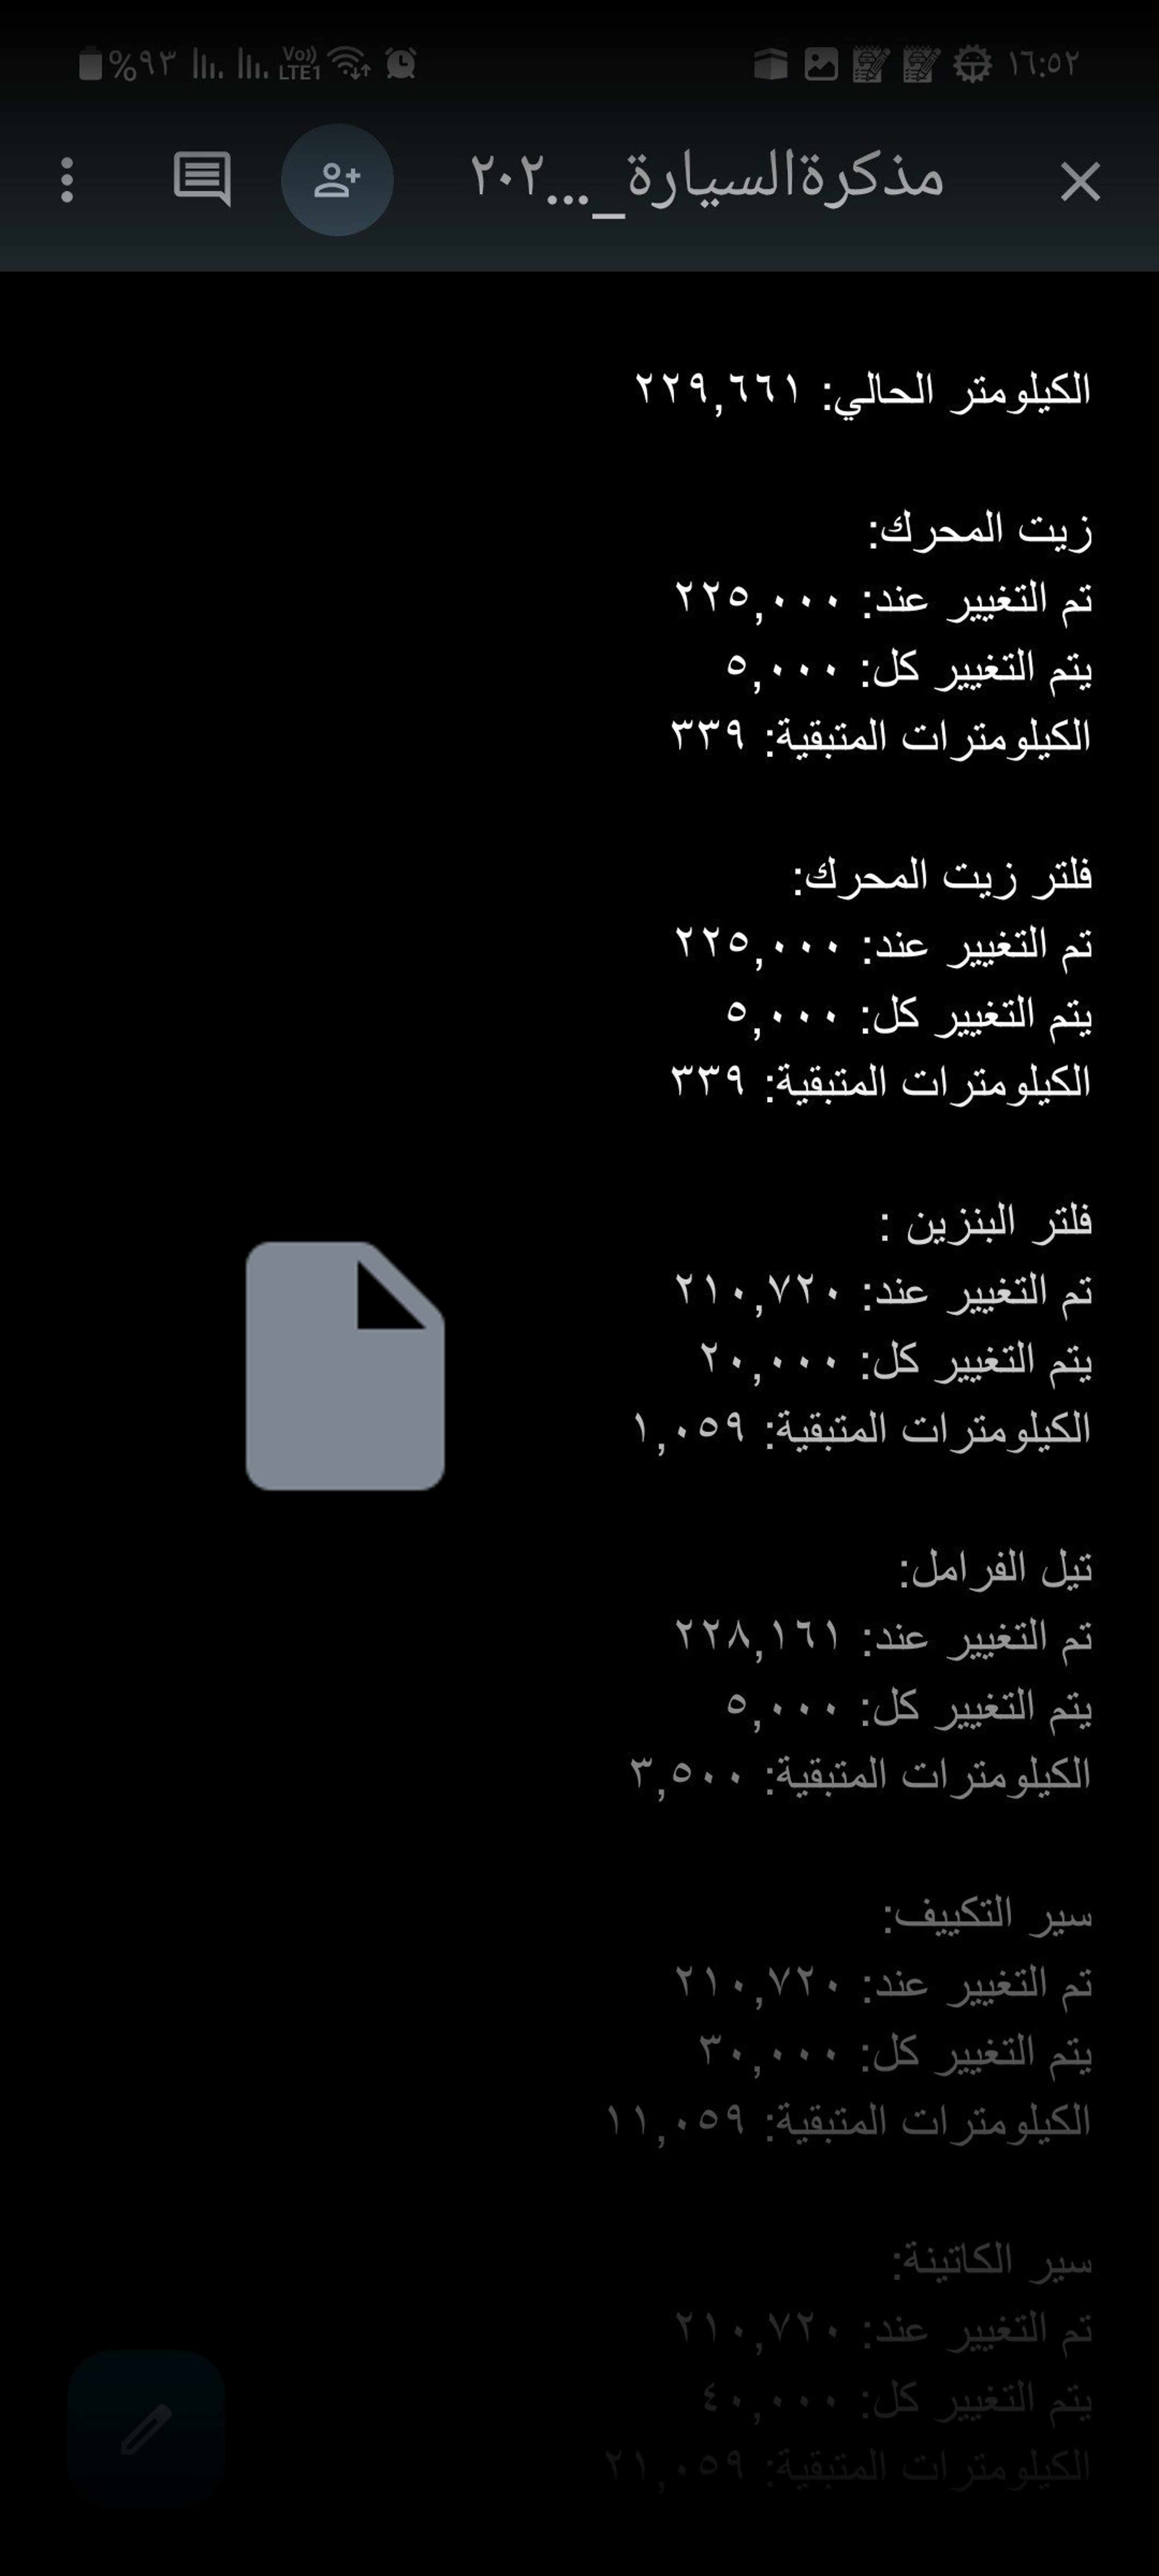 ١٦:٥٢
Vo)) LTE1
%٩٣
مذكرةالسيارة_...٢٠٢
الكيلومتر الحالي: ٢٢٩,٦٦١
زيت المحرك:
تم التغيير عند: ٢٢٥,٠٠٠
يتم التغيير كل: ٥,٠٠٠
الكيلومترات المتبقية: ٣٣٩
فلتر زيت المحرك:
تم التغيير عند: ٢٢٥,٠٠٠
يتم التغيير كل: ٥,٠٠٠
الكيلومترات المتبقية: ٣٣٩
فلتر البنزين :
تم التغيير عند: ٢١٠,٧٢٠
يتم التغيير كل: ٢٠,٠٠٠
الكيلومترات المتبقية: ١,٠٥٩
تيل الفرامل:
تم التغيير عند: ٢٢٨,١٦١
يتم التغيير كل: ٥,٠٠٠
الكيلومترات المتبقية: ٣,٥٠٠
سير التكييف:
تم التغيير عند: ٢١٠,٧٢٠
يتم التغيير كل: ٣٠,٠٠٠
الكيلومترات المتبقية: ١١,٠٥٩
سير الكاتينة:
تم التغيير عند: ٢١٠,٧٢٠
يتم التغيير كل: ٤٠,٠٠٠
الكيلومترات المتبقية: ٢١,٠٥٩